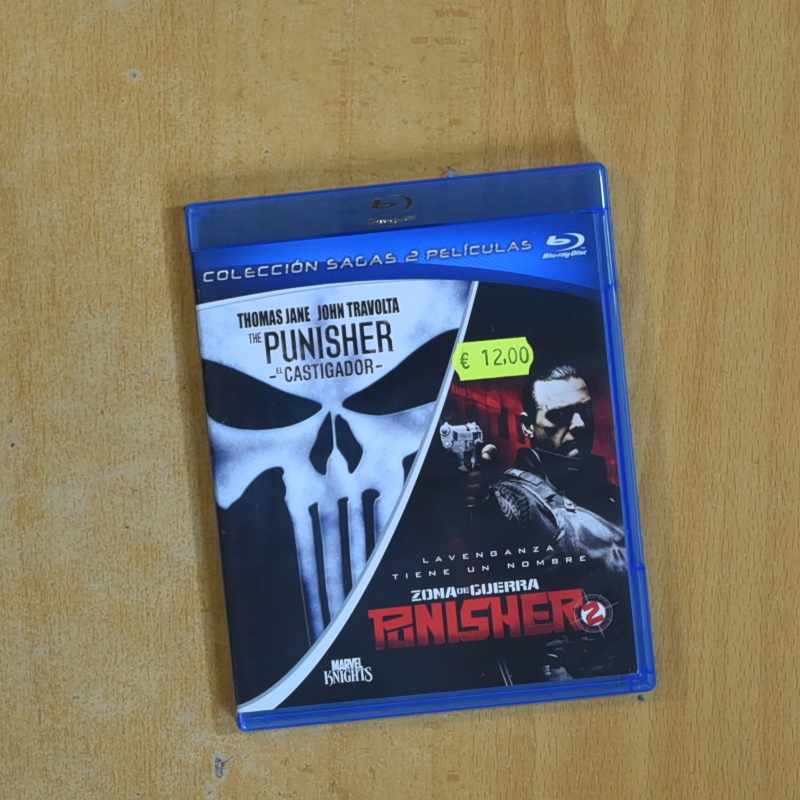 COLECCIÓN SAGAS 2 PELÍCULAS
Blu-ray Disc
THOMAS JANE JOHN TRAVOLTA
THE PUNISHER
- EL CASTIGADOR -
€ 12,00
LA VENGANZA
TIENE UN NOMBRE
ZONA DE GUERRA
PUNISHER 2
MARVEL
KNIGHTS